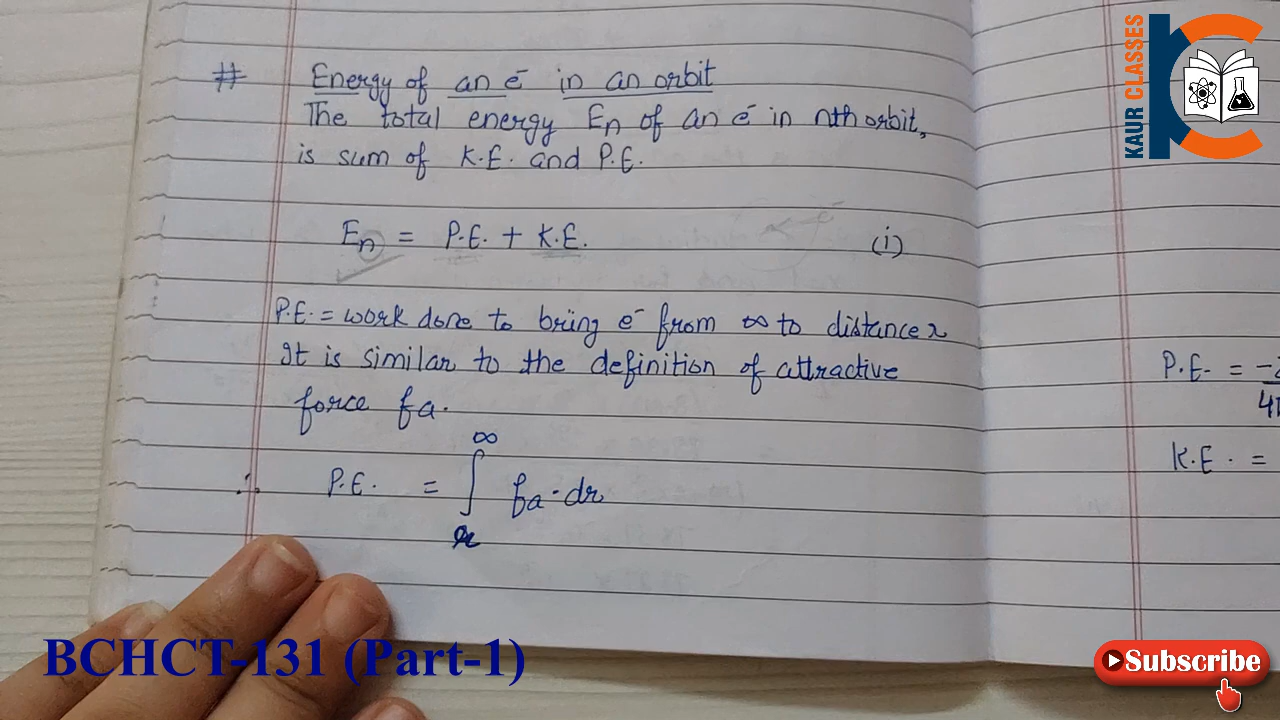 # Energy of an e⁻ in an orbit
The total energy En of an e⁻ in nth orbit,
is sum of K.E. and P.E.
En = P.E. + K.E. (i)
P.E. = work done to bring e⁻ from ∞ to distance r
It is similar to the definition of attractive
force fa.
∴ P.E. = ∫ᵣ^∞ fa · dr
P.E. = -
4π
K.E. =
KAUR CLASSES
BCHCT-131 (Part-1)
Subscribe